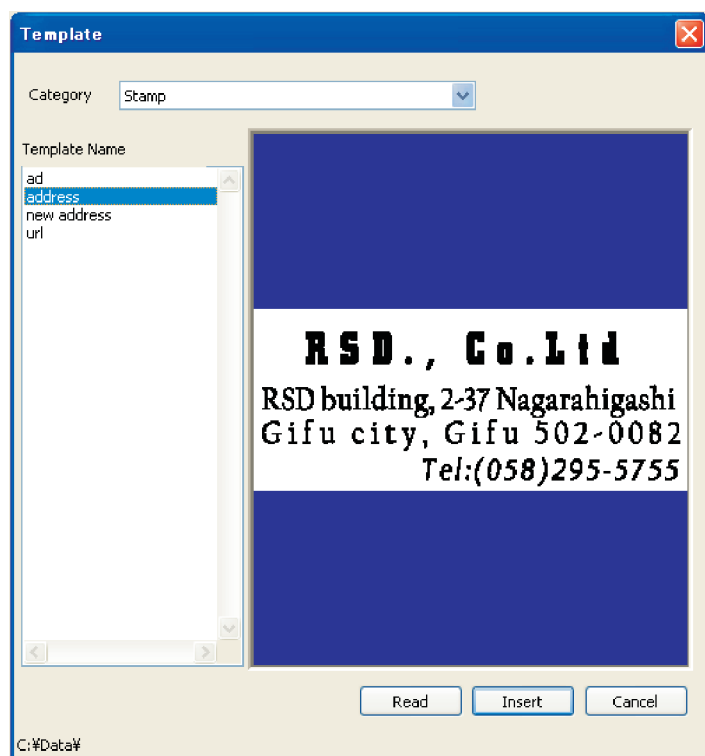 Template
Category
Stamp
Template Name
ad
address
new address
url
RSD., Co.Ltd
RSD building, 2-37 Nagarahigashi
Gifu city, Gifu 502-0082
Tel:(058)295-5755
Read
Insert
Cancel
C:¥Data¥